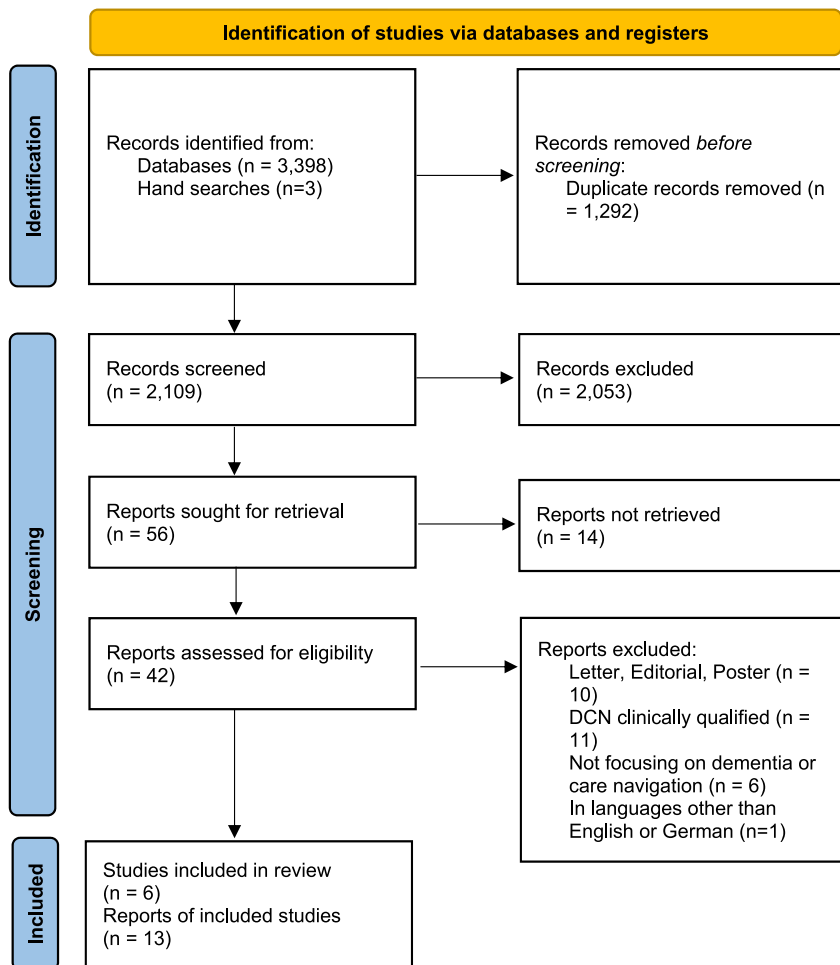 Identification of studies via databases and registers
Identification
Records identified from:
Databases (n = 3,398)
Hand searches (n=3)
Records removed before
screening:
Duplicate records removed (n
= 1,292)
Screening
Records screened
(n = 2,109)
Records excluded
(n = 2,053)
Reports sought for retrieval
(n = 56)
Reports not retrieved
(n = 14)
Reports assessed for eligibility
(n = 42)
Reports excluded:
Letter, Editorial, Poster (n =
10)
DCN clinically qualified (n =
11)
Not focusing on dementia or
care navigation (n = 6)
In languages other than
English or German (n=1)
Included
Studies included in review
(n = 6)
Reports of included studies
(n = 13)